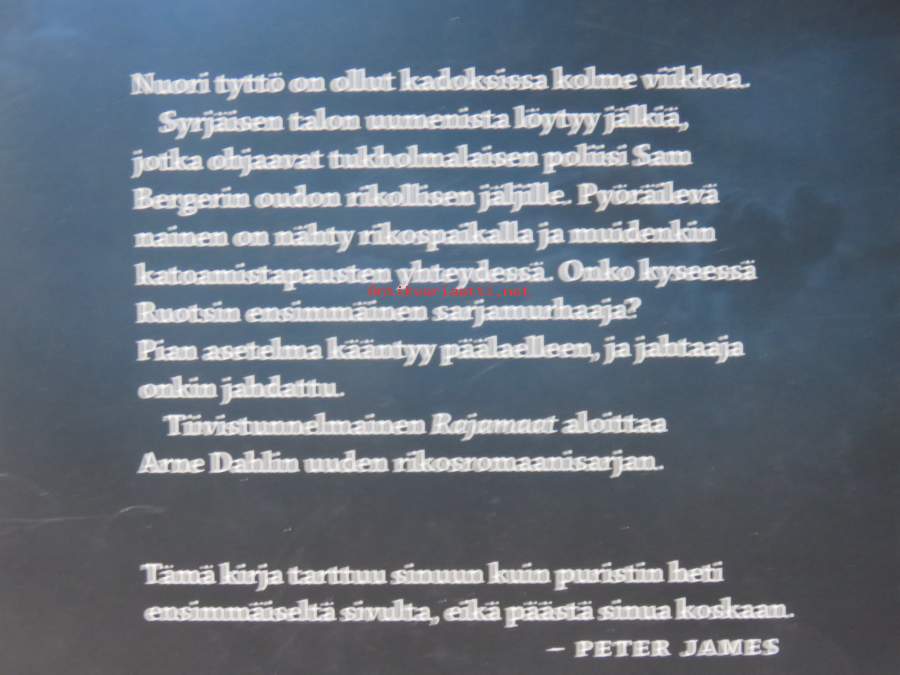 Nuori tyttö on ollut kadoksissa kolme viikkoa.
Syrjäisen talon uumenista löytyy jälkiä,
jotka ohjaavat tukholmalaisen poliisi Sam
Bergerin oudon rikollisen jäljille. Pyöräilevä
nainen on nähty rikospaikalla ja muidenkin
katoamistapausten yhteydessä. Onko kyseessä
Antikvariaatti.net
Ruotsin ensimmäinen sarjamurhaaja?
Pian asetelma kääntyy päälaelleen, ja jahtaaja
onkin jahdattu.
Tiivistunnelmainen Rajamaat aloittaa
Arne Dahlin uuden rikosromaanisarjan.
Tämä kirja tarttuu sinuun kuin puristin heti
ensimmäiseltä sivulta, eikä päästä sinua koskaan.
– PETER JAMES